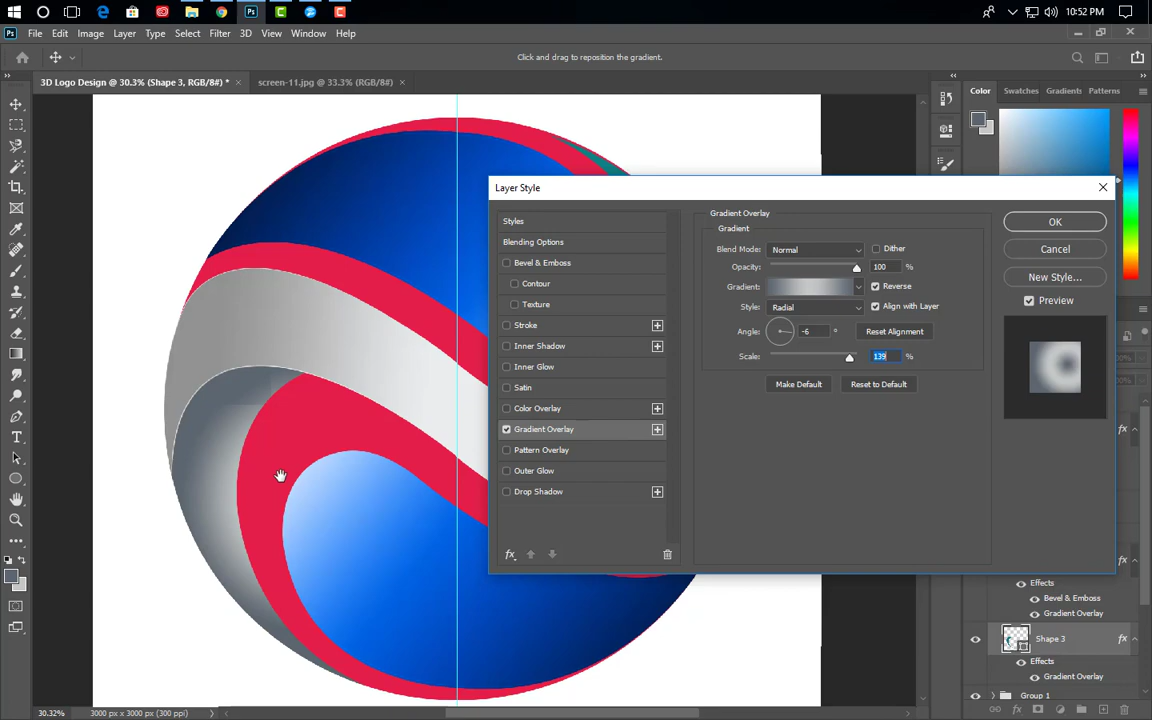 10:52 PM
File Edit Image Layer Type Select Filter 3D View Window Help
Click and drag to reposition the gradient.
3D Logo Design @ 30.3% (Shape 3, RGB/8#) * ×
screen-11.jpg @ 33.3% (RGB/8#) ×
Color Swatches Gradients Patterns
Layer Style
Styles
Blending Options
Bevel & Emboss
Contour
Texture
Stroke
Inner Shadow
Inner Glow
Satin
Color Overlay
Gradient Overlay
Pattern Overlay
Outer Glow
Drop Shadow
fx
Gradient Overlay
Gradient
Blend Mode: Normal Dither
Opacity: 100 %
Gradient: Reverse
Style: Radial Align with Layer
Angle: -6 ° Reset Alignment
Scale: 139 %
Make Default Reset to Default
OK
Cancel
New Style...
Preview
fx
fx
Effects
Bevel & Emboss
Gradient Overlay
Shape 3 fx
Effects
Gradient Overlay
Group 1
30.32% 3000 px x 3000 px (300 ppi)